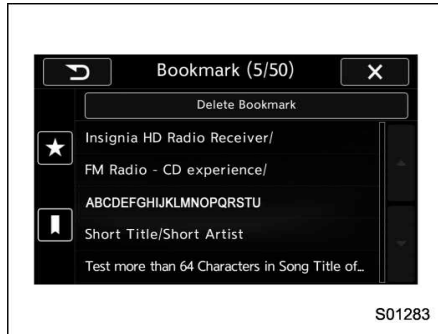 Bookmark (5/50)
Delete Bookmark
Insignia HD Radio Receiver/
FM Radio - CD experience/
ABCDEFGHIJKLMNOPQRSTU
Short Title/Short Artist
Test more than 64 Characters in Song Title of...
S01283